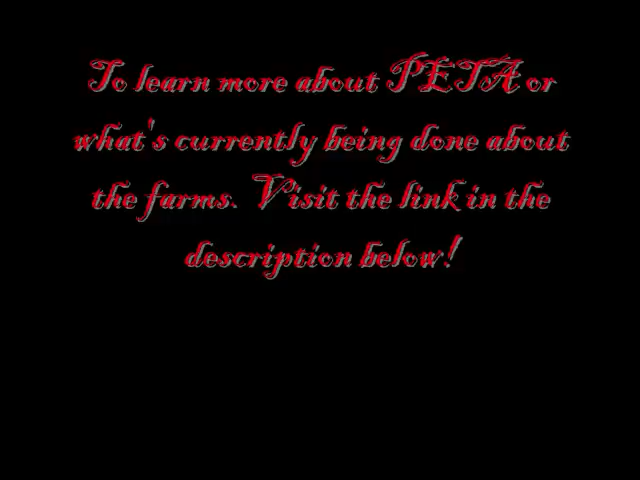 To learn more about PETA or
what's currently being done about
the farms. Visit the link in the
description below!